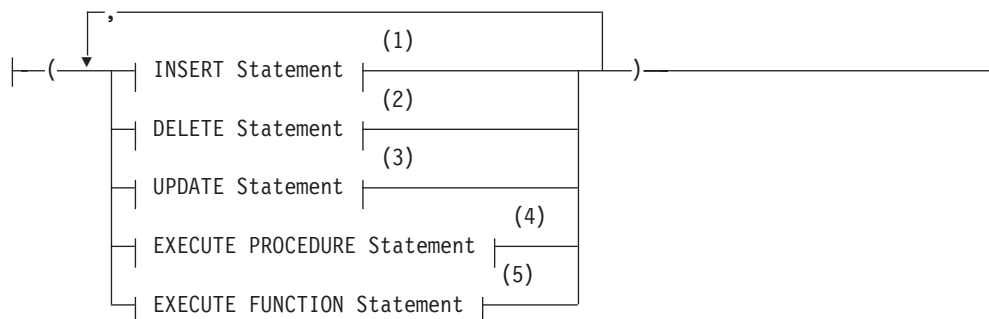 ,
(1)
( INSERT Statement )
(2)
DELETE Statement
(3)
UPDATE Statement
(4)
EXECUTE PROCEDURE Statement
(5)
EXECUTE FUNCTION Statement